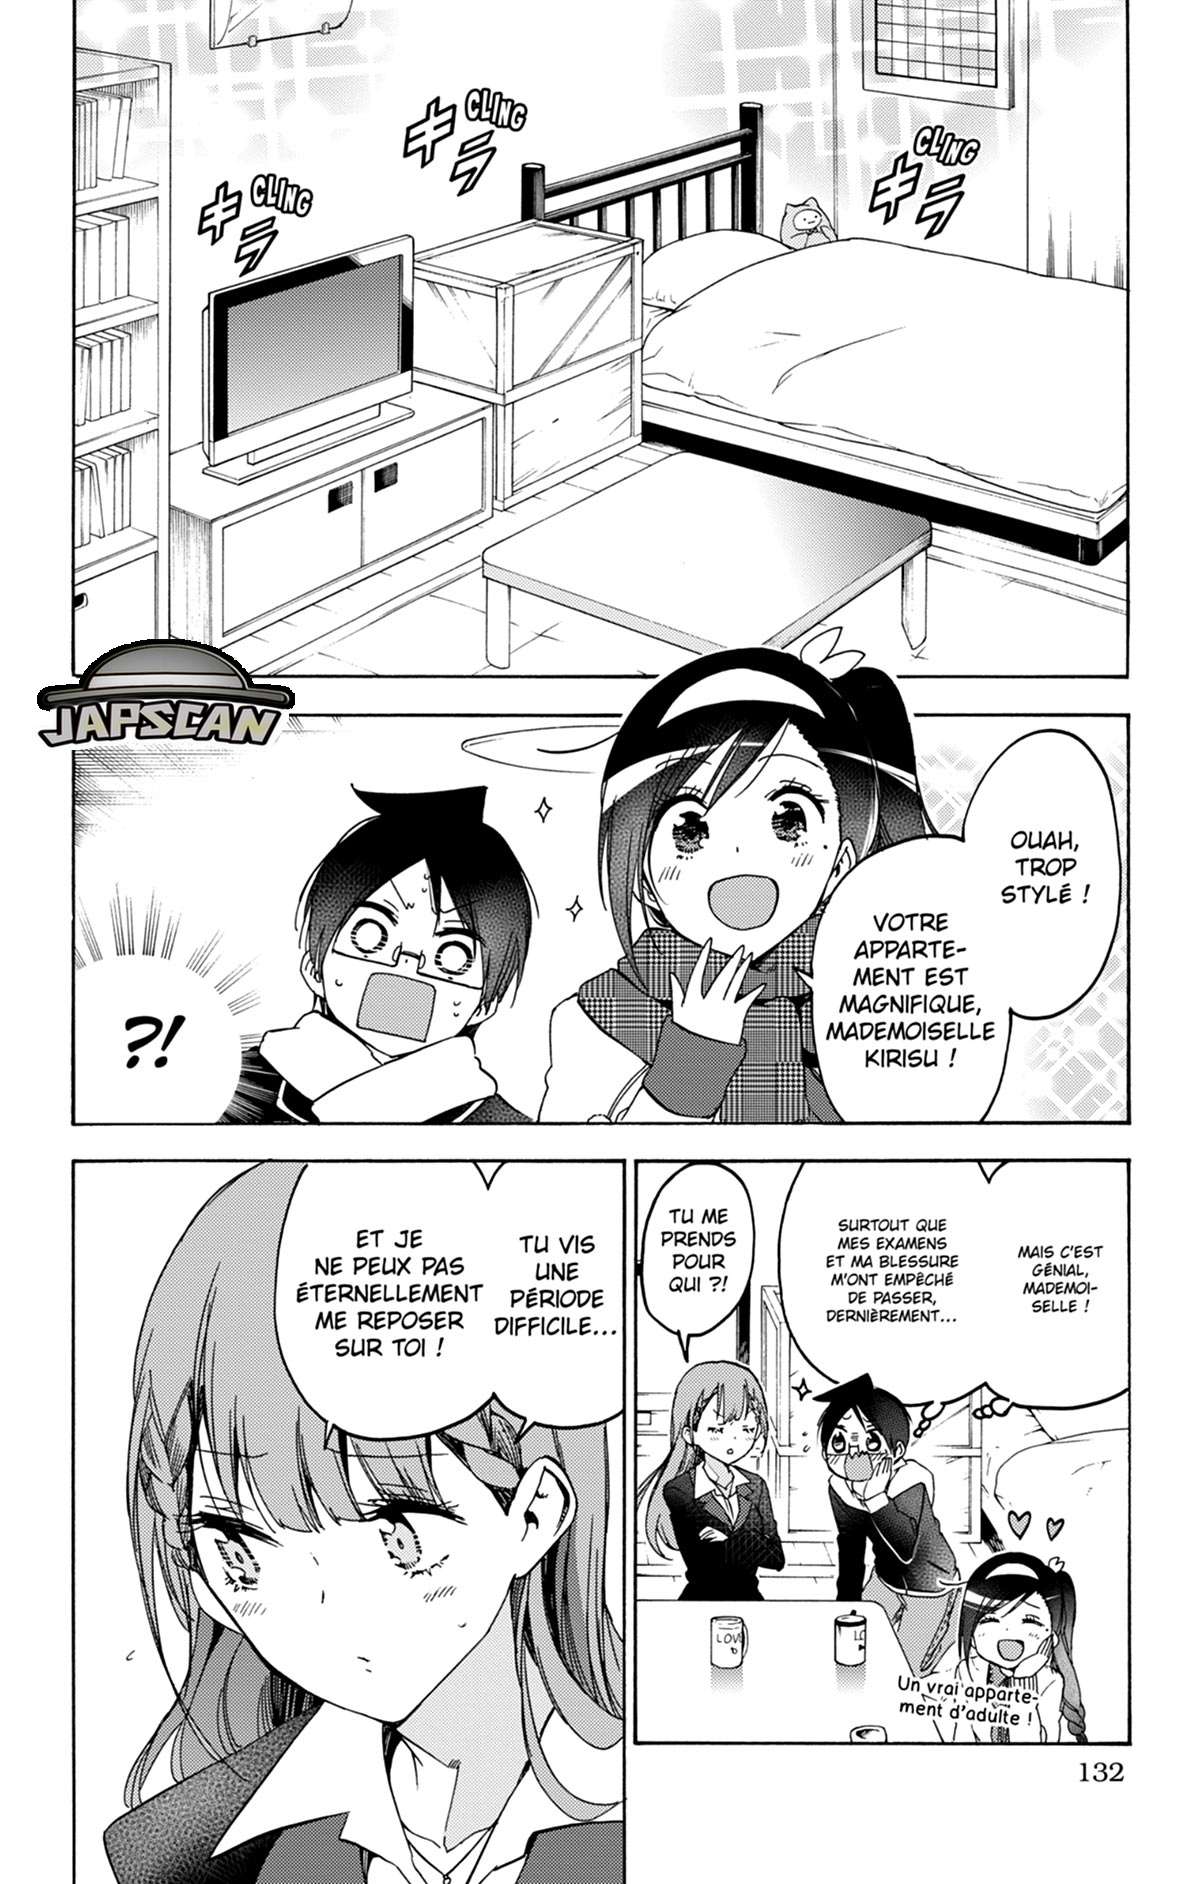 CLING
キラ
CLING
キラ
CLING
キラ
JAPSCAN
OUAH,
TROP
STYLÉ !
VOTRE
APPARTE-
MENT EST
MAGNIFIQUE,
MADEMOISELLE
KIRISU !
?!
MAIS C'EST
GÉNIAL,
MADEMOI-
SELLE !
SURTOUT QUE
MES EXAMENS
ET MA BLESSURE
M'ONT EMPÊCHÉ
DE PASSER,
DERNIÈREMENT...
TU ME
PRENDS
POUR
QUI ?!
LOVE
Un vrai apparte-
ment d'adulte !
TU VIS
UNE
PÉRIODE
DIFFICILE...
ET JE
NE PEUX PAS
ÉTERNELLEMENT
ME REPOSER
SUR TOI !
132